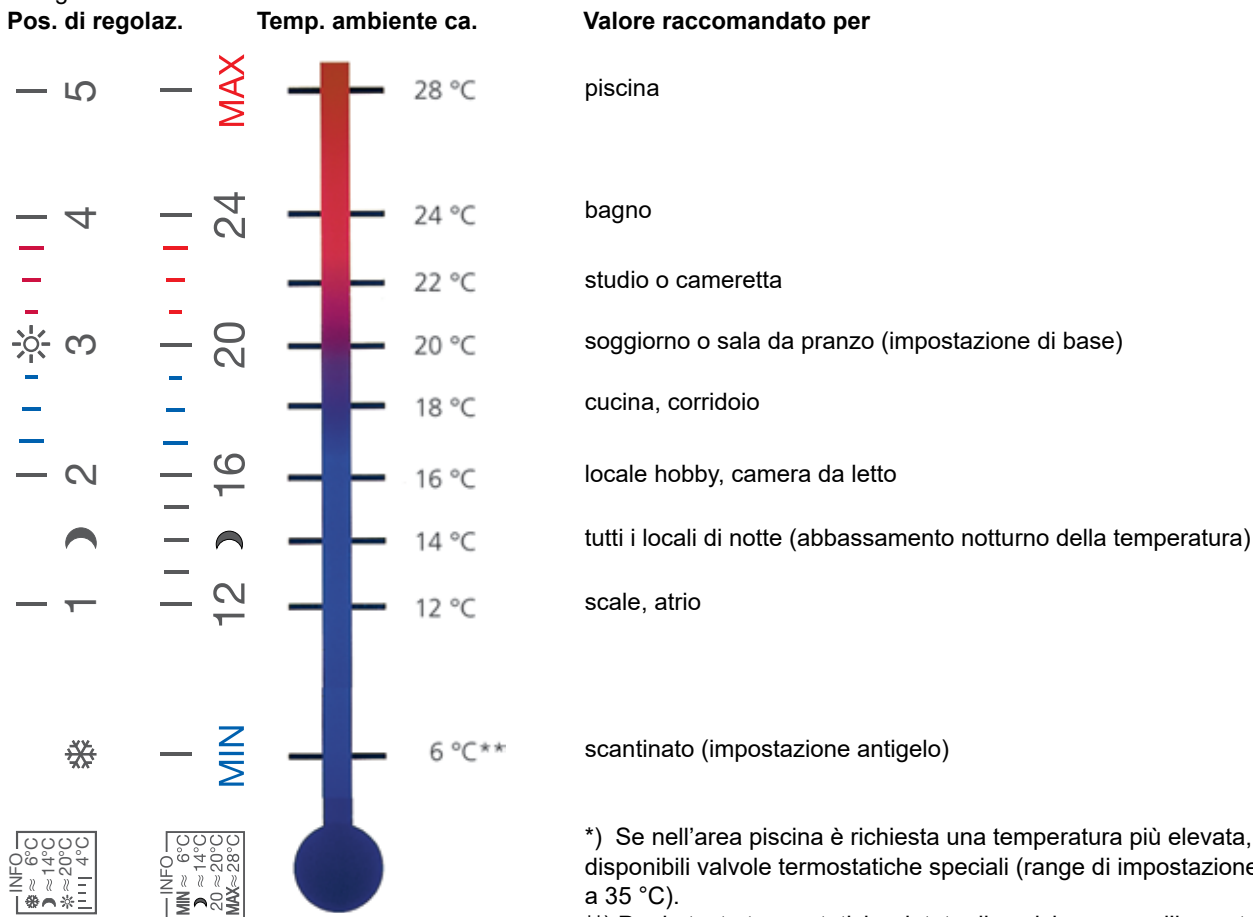 Pos. di regolaz. Temp. ambiente ca. Valore raccomandato per
5 MAX 28 °C piscina
4 24 24 °C bagno
22 °C studio o cameretta
3 20 20 °C soggiorno o sala da pranzo (impostazione di base)
18 °C cucina, corridoio
2 16 16 °C locale hobby, camera da letto
14 °C tutti i locali di notte (abbassamento notturno della temperatura)
1 12 12 °C scale, atrio
MIN 6 °C** scantinato (impostazione antigelo)
INFO
≈ 6°C
≈ 14°C
≈ 20°C
4°C
INFO
MIN ≈ 6°C
≈ 14°C
20 ≈ 20°C
MAX≈ 28°C
*) Se nell'area piscina è richiesta una temperatura più elevata,
disponibili valvole termostatiche speciali (range di impostazione
a 35 °C).